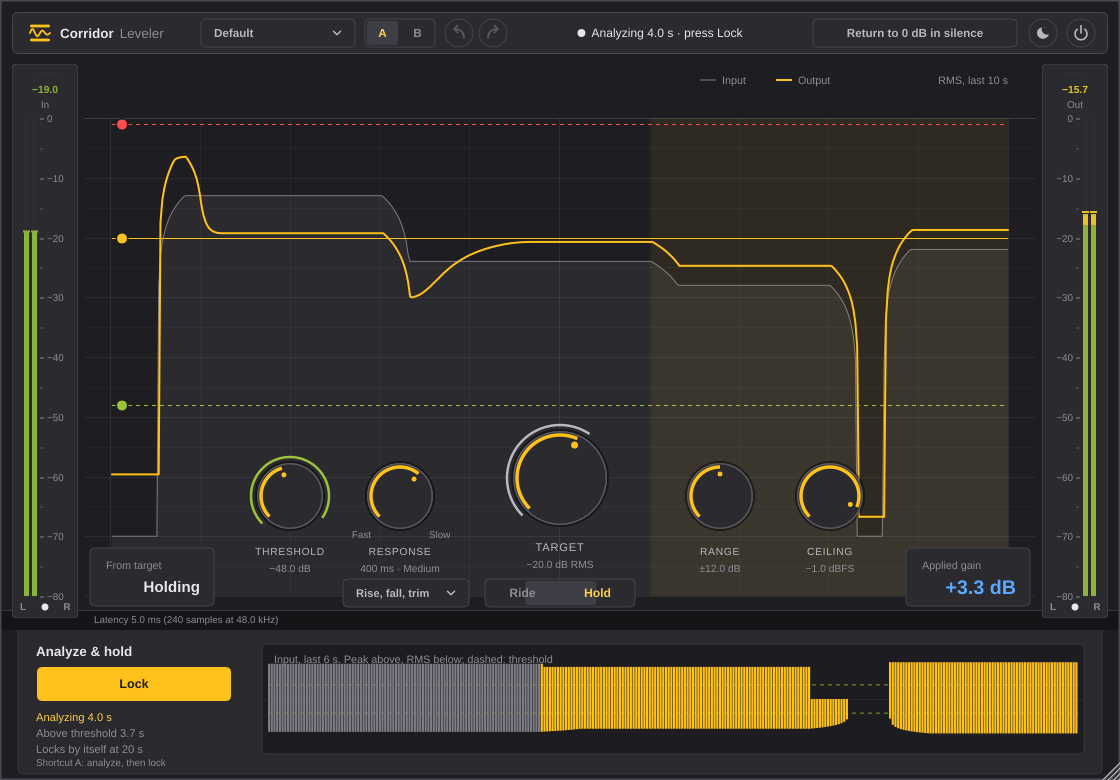 Corridor Leveler
Default
A B
Analyzing 4.0 s · press Lock
Return to 0 dB in silence
−19.0
In
Input
Output
RMS, last 10 s
−15.7
Out
0
−10
−20
−30
−40
−50
−60
−70
−80
L R
0
−10
−20
−30
−40
−50
−60
−70
−80
L R
THRESHOLD
−48.0 dB
Fast Slow
RESPONSE
400 ms · Medium
TARGET
−20.0 dB RMS
RANGE
±12.0 dB
CEILING
−1.0 dBFS
From target
Holding
Rise, fall, trim
Ride Hold
Applied gain
+3.3 dB
Latency 5.0 ms (240 samples at 48.0 kHz)
Analyze & hold
Lock
Analyzing 4.0 s
Above threshold 3.7 s
Locks by itself at 20 s
Shortcut A: analyze, then lock
Input, last 6 s. Peak above, RMS below; dashed: threshold